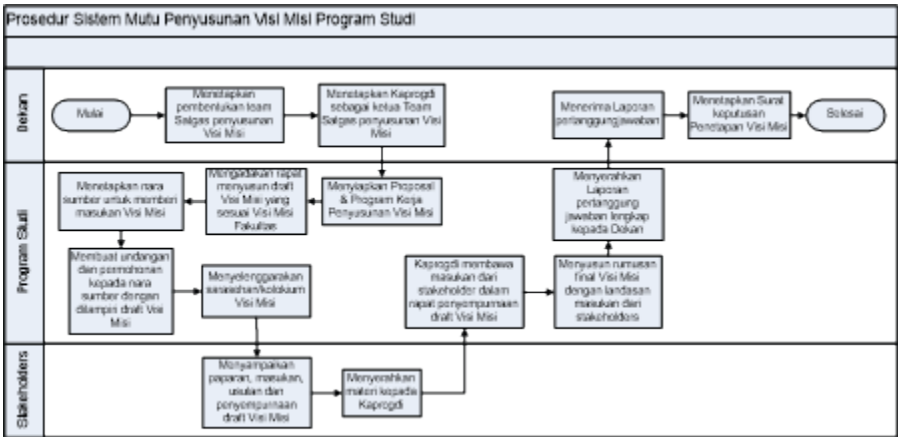 Prosedur Sistem Mutu Penyusunan Visi Misi Program Studi
Dekan
Mulai
Menetapkan
pembentukan team
Satgas penyusunan
Visi Misi
Menetapkan Kaprogdi
sebagai ketua Team
Satgas penyusunan Visi
Misi
Menerima Laporan
pertanggungjawaban
Menetapkan Surat
keputusan
Penetapan Visi Misi
Selesai
Program Studi
Menetapkan nara
sumber untuk memberi
masukan Visi Misi
Mengadakan rapat
menyusun draft
Visi Misi yang
sesuai Visi Misi
Fakultas
Menyiapkan Proposal
& Program Kerja
Penyusunan Visi Misi
Menyerahkan
Laporan
pertanggung
jawaban lengkap
kepada Dekan
Membuat undangan
dan permohonan
kepada nara
sumber dengan
dilampiri draft Visi
Misi
Menyelenggarakan
sarasehan/kolokium
Visi Misi
Kaprogdi membawa
masukan dari
stakeholder dalam
rapat penyempurnaan
draft Visi Misi
Menyusun rumusan
final Visi Misi
dengan landasan
masukan dari
stakeholders
Stakeholders
Menyampaikan
paparan, masukan,
usulan dan
penyempurnaan
draft Visi Misi
Menyerahkan
materi kepada
Kaprogdi